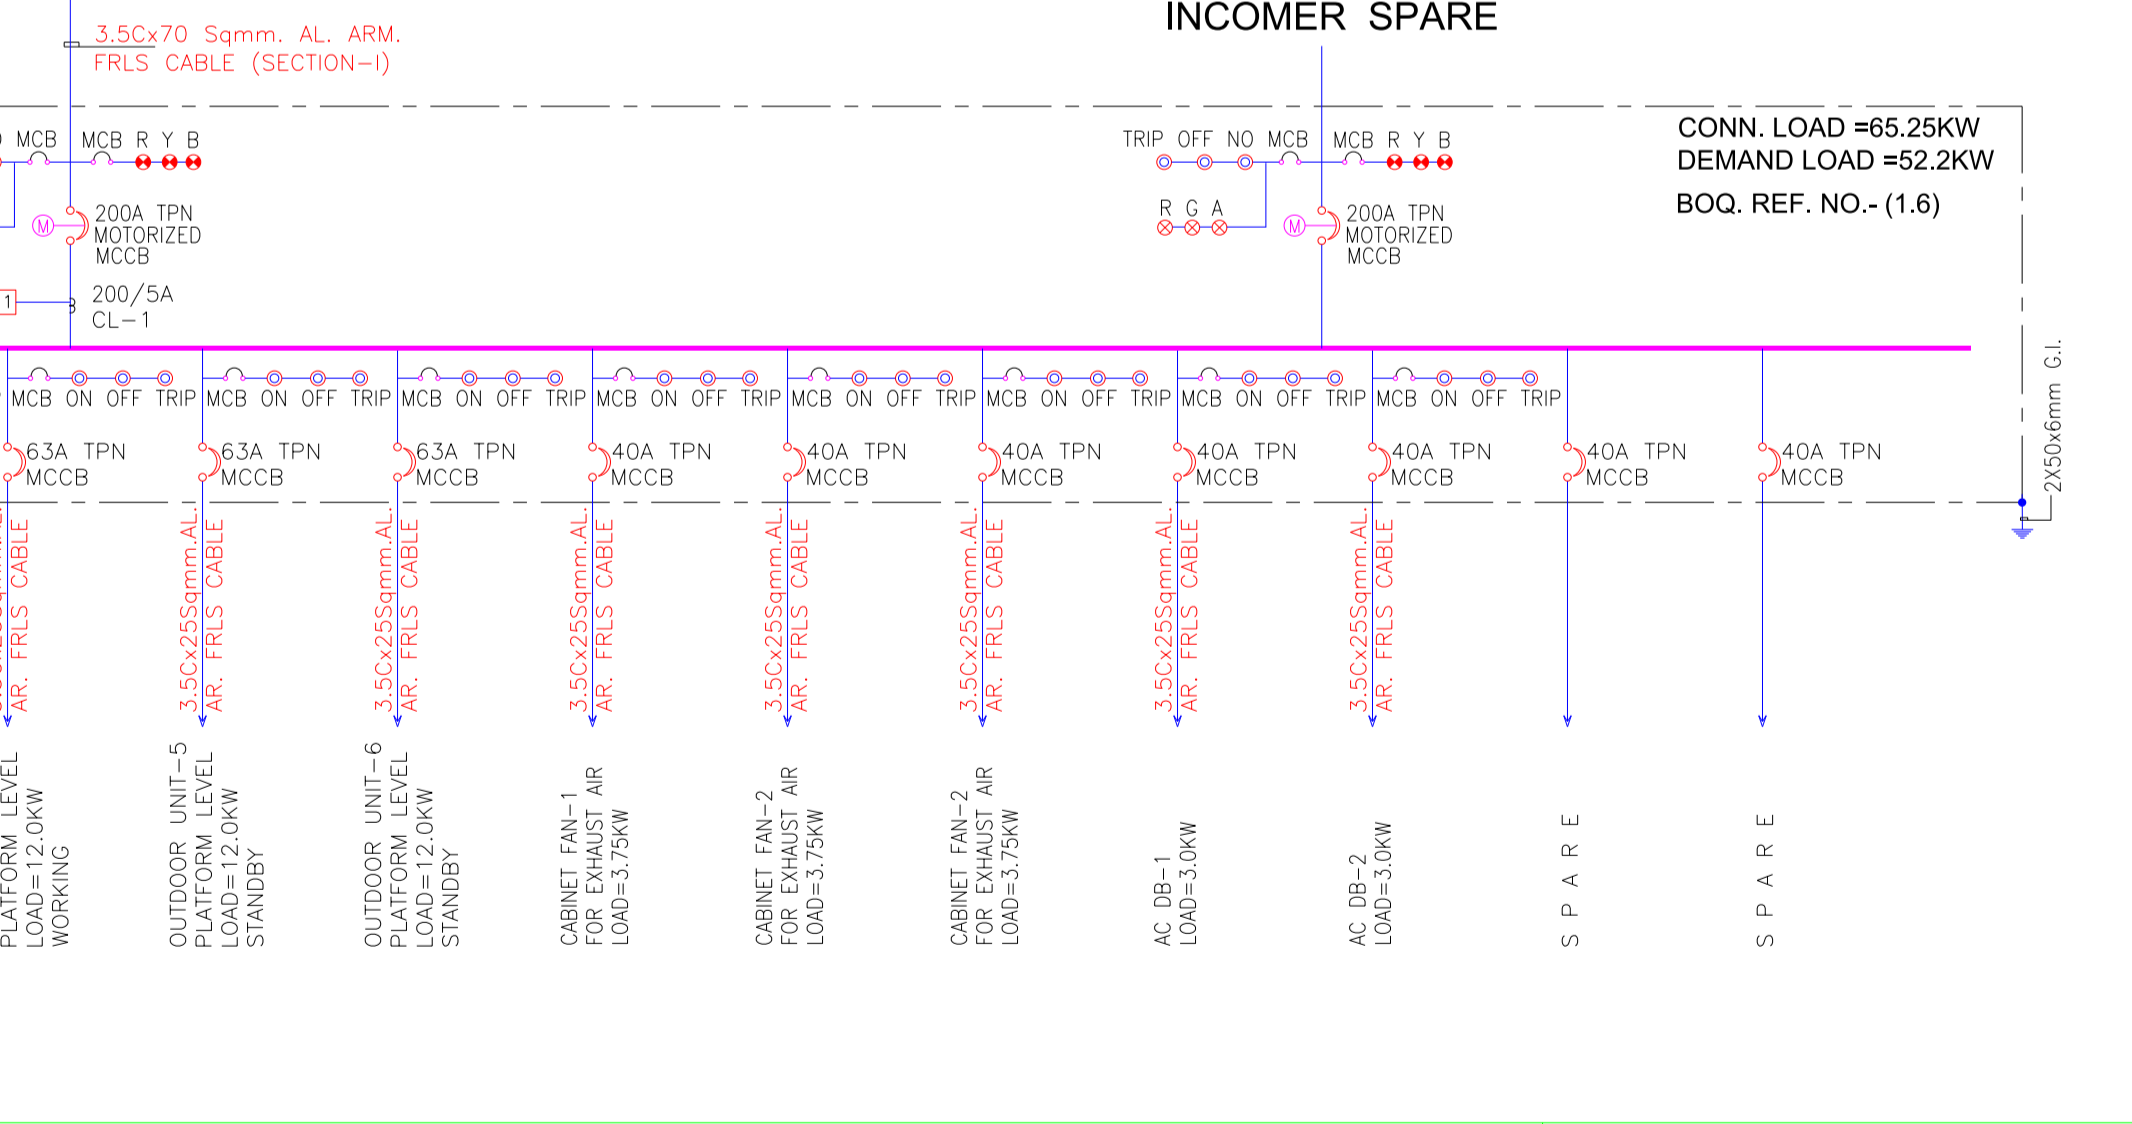 INCOMER SPARE
3.5Cx70 Sqmm. AL. ARM.
FRLS CABLE (SECTION-I)
CONN. LOAD =65.25KW
DEMAND LOAD =52.2KW
BOQ. REF. NO.- (1.6)
MCB MCB R Y B
200A TPN
MOTORIZED
MCCB
M
200/5A
CL-1
1
TRIP OFF NO MCB MCB R Y B
R G A
M
200A TPN
MOTORIZED
MCCB
2X50x6mm G.I.
MCB ON OFF TRIP MCB ON OFF TRIP MCB ON OFF TRIP MCB ON OFF TRIP MCB ON OFF TRIP MCB ON OFF TRIP MCB ON OFF TRIP MCB ON OFF TRIP
63A TPN
MCCB
63A TPN
MCCB
63A TPN
MCCB
40A TPN
MCCB
40A TPN
MCCB
40A TPN
MCCB
40A TPN
MCCB
40A TPN
MCCB
40A TPN
MCCB
40A TPN
MCCB
AR. FRLS CABLE
3.5Cx25Sqmm.AL.
AR. FRLS CABLE
3.5Cx25Sqmm.AL.
AR. FRLS CABLE
3.5Cx25Sqmm.AL.
AR. FRLS CABLE
3.5Cx25Sqmm.AL.
AR. FRLS CABLE
3.5Cx25Sqmm.AL.
AR. FRLS CABLE
3.5Cx25Sqmm.AL.
AR. FRLS CABLE
3.5Cx25Sqmm.AL.
AR. FRLS CABLE
PLATFORM LEVEL
LOAD=12.0KW
WORKING
OUTDOOR UNIT-5
PLATFORM LEVEL
LOAD=12.0KW
STANDBY
OUTDOOR UNIT-6
PLATFORM LEVEL
LOAD=12.0KW
STANDBY
CABINET FAN-1
FOR EXHAUST AIR
LOAD=3.75KW
CABINET FAN-2
FOR EXHAUST AIR
LOAD=3.75KW
CABINET FAN-2
FOR EXHAUST AIR
LOAD=3.75KW
AC DB-1
LOAD=3.0KW
AC DB-2
LOAD=3.0KW
S P A R E
S P A R E